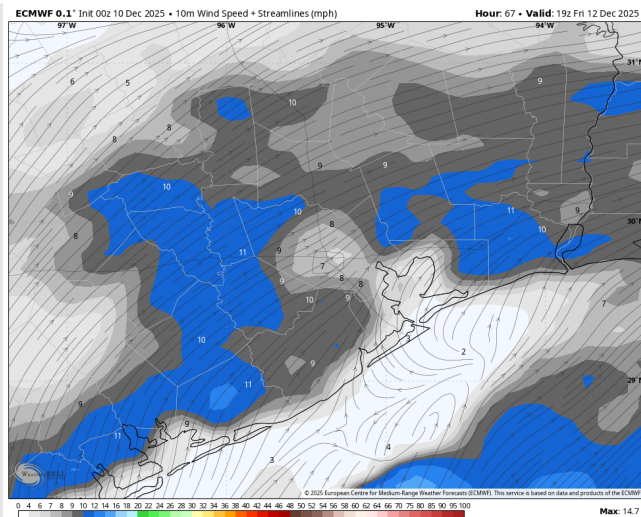 ECMWF 0.1° Init 00z 10 Dec 2025 • 10m Wind Speed + Streamlines (mph)
Hour: 67 • Valid: 19z Fri 12 Dec 2025
97°W 96°W 95°W 94°W
31°N
6 5 10 9
8 8
9 9
9 10 10 11 9 30°N
8 8 10
11 9
7 8
9 8
10 9 7
3
10 2
9 29°N
11
9
11 9
4
3
WeatherBELL
© 2025 European Centre for Medium-Range Weather Forecasts (ECMWF). This service is based on data and products of the ECMWF
0 4 6 7 8 9 10 11 12 13 14 15 16 18 20 22 24 26 28 30 32 34 36 38 40 42 44 46 48 50 52 54 56 58 60 62 64 66 68 70 75 80 85 90 95 100
Max: 14.7